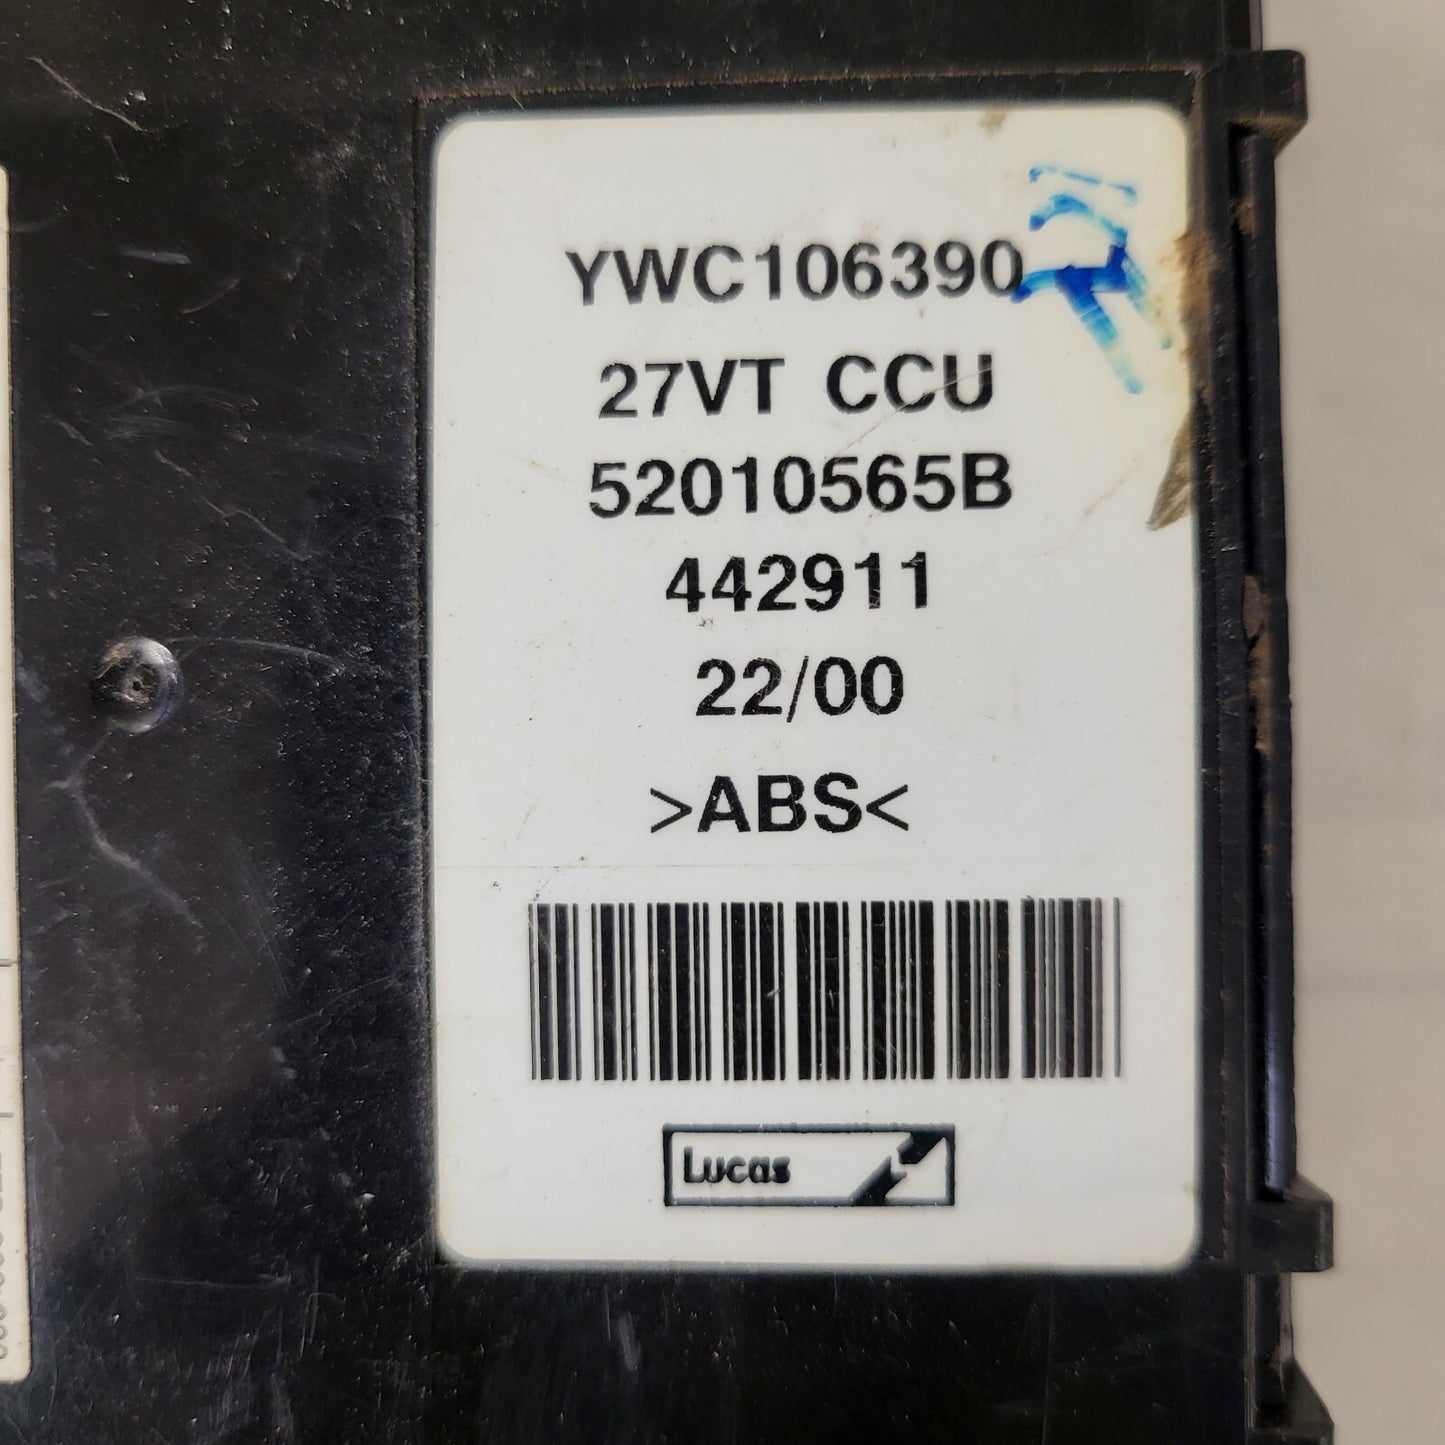 YWC106390
27VT CCU
52010565B
442911
22/00
>ABS<
Lucas